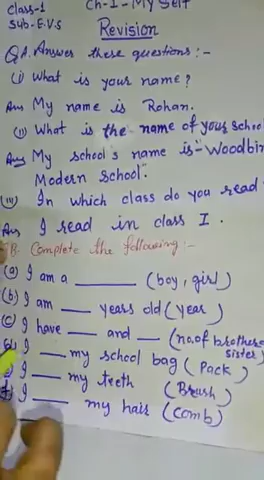 Class-1 Ch-1-My Self
Sub-E.V.S
Revision
Q A. Answer these questions:-
(i) What is your name?
Ans My name is Rohan.
(ii) What is the name of your school
Ans My school's name is-"Woodbin
Modern School".
(iii) In which class do you read
Ans I read in class I.
B. Complete the following:-
(a) I am a ______ (boy, girl)
(b) I am ___ years old (year)
(c) I have ___ and __ (no.of brothers
sister)
I ___ my school bag (Pack)
I ___ my teeth (Brush)
I ___ my hair (Comb)